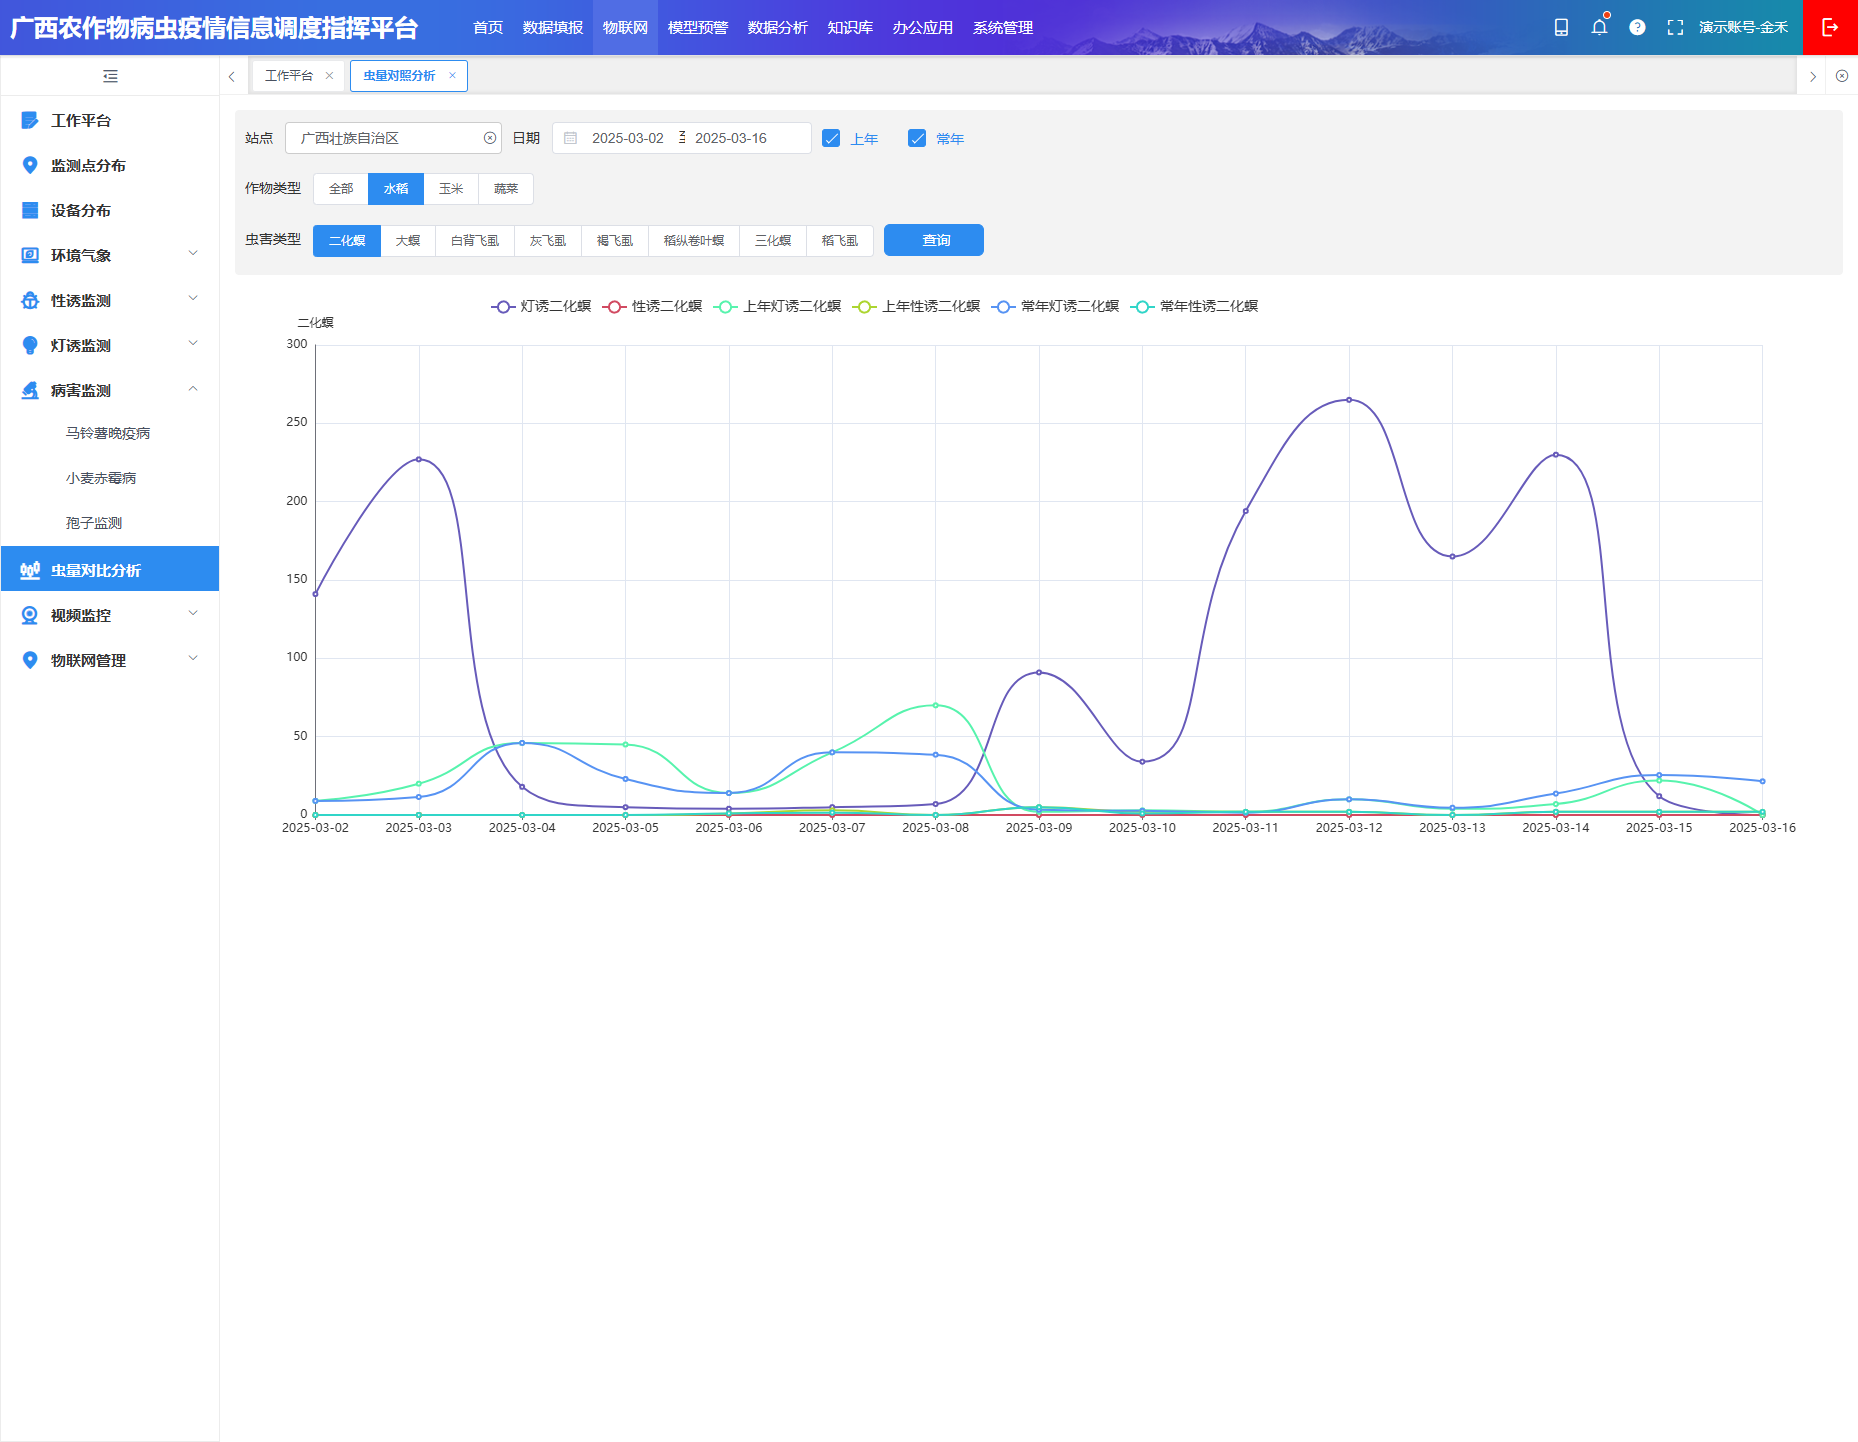 广西农作物病虫疫情信息调度指挥平台
首页 数据填报 物联网 模型预警 数据分析 知识库 办公应用 系统管理
演示账号-金禾
工作平台 虫量对照分析
工作平台
监测点分布
设备分布
环境气象
性诱监测
灯诱监测
病害监测
马铃薯晚疫病
小麦赤霉病
孢子监测
虫量对比分析
视频监控
物联网管理
站点 广西壮族自治区 日期 2025-03-02 至 2025-03-16 上年 常年
作物类型 全部 水稻 玉米 蔬菜
虫害类型 二化螟 大螟 白背飞虱 灰飞虱 褐飞虱 稻纵卷叶螟 三化螟 稻飞虱 查询
灯诱二化螟 性诱二化螟 上年灯诱二化螟 上年性诱二化螟 常年灯诱二化螟 常年性诱二化螟
二化螟
300
250
200
150
100
50
0
2025-03-02 2025-03-03 2025-03-04 2025-03-05 2025-03-06 2025-03-07 2025-03-08 2025-03-09 2025-03-10 2025-03-11 2025-03-12 2025-03-13 2025-03-14 2025-03-15 2025-03-16